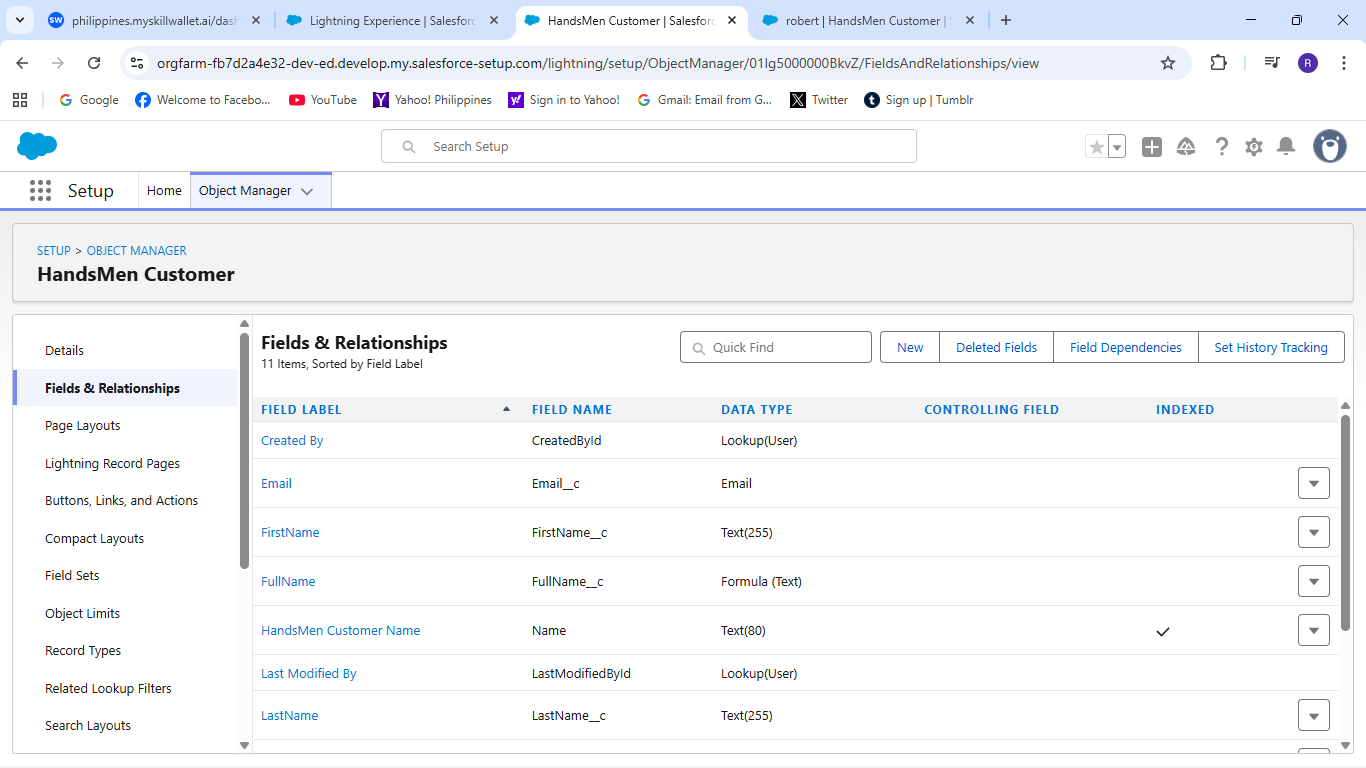 SW philippines.myskillwallet.ai/dash
Lightning Experience | Salesforce
HandsMen Customer | Salesforce
robert | HandsMen Customer | S
orgfarm-fb7d2a4e32-dev-ed.develop.my.salesforce-setup.com/lightning/setup/ObjectManager/01Ig5000000BkvZ/FieldsAndRelationships/view
R
Google
Welcome to Facebo...
YouTube
Yahoo! Philippines
Sign in to Yahoo!
Gmail: Email from G...
Twitter
Sign up | Tumblr
Search Setup
Setup
Home
Object Manager
SETUP > OBJECT MANAGER
HandsMen Customer
Details
Fields & Relationships
Page Layouts
Lightning Record Pages
Buttons, Links, and Actions
Compact Layouts
Field Sets
Object Limits
Record Types
Related Lookup Filters
Search Layouts
Fields & Relationships
11 Items, Sorted by Field Label
Quick Find
New
Deleted Fields
Field Dependencies
Set History Tracking
FIELD LABEL FIELD NAME DATA TYPE CONTROLLING FIELD INDEXED
Created By CreatedById Lookup(User)
Email Email__c Email
FirstName FirstName__c Text(255)
FullName FullName__c Formula (Text)
HandsMen Customer Name Name Text(80)
Last Modified By LastModifiedById Lookup(User)
LastName LastName__c Text(255)